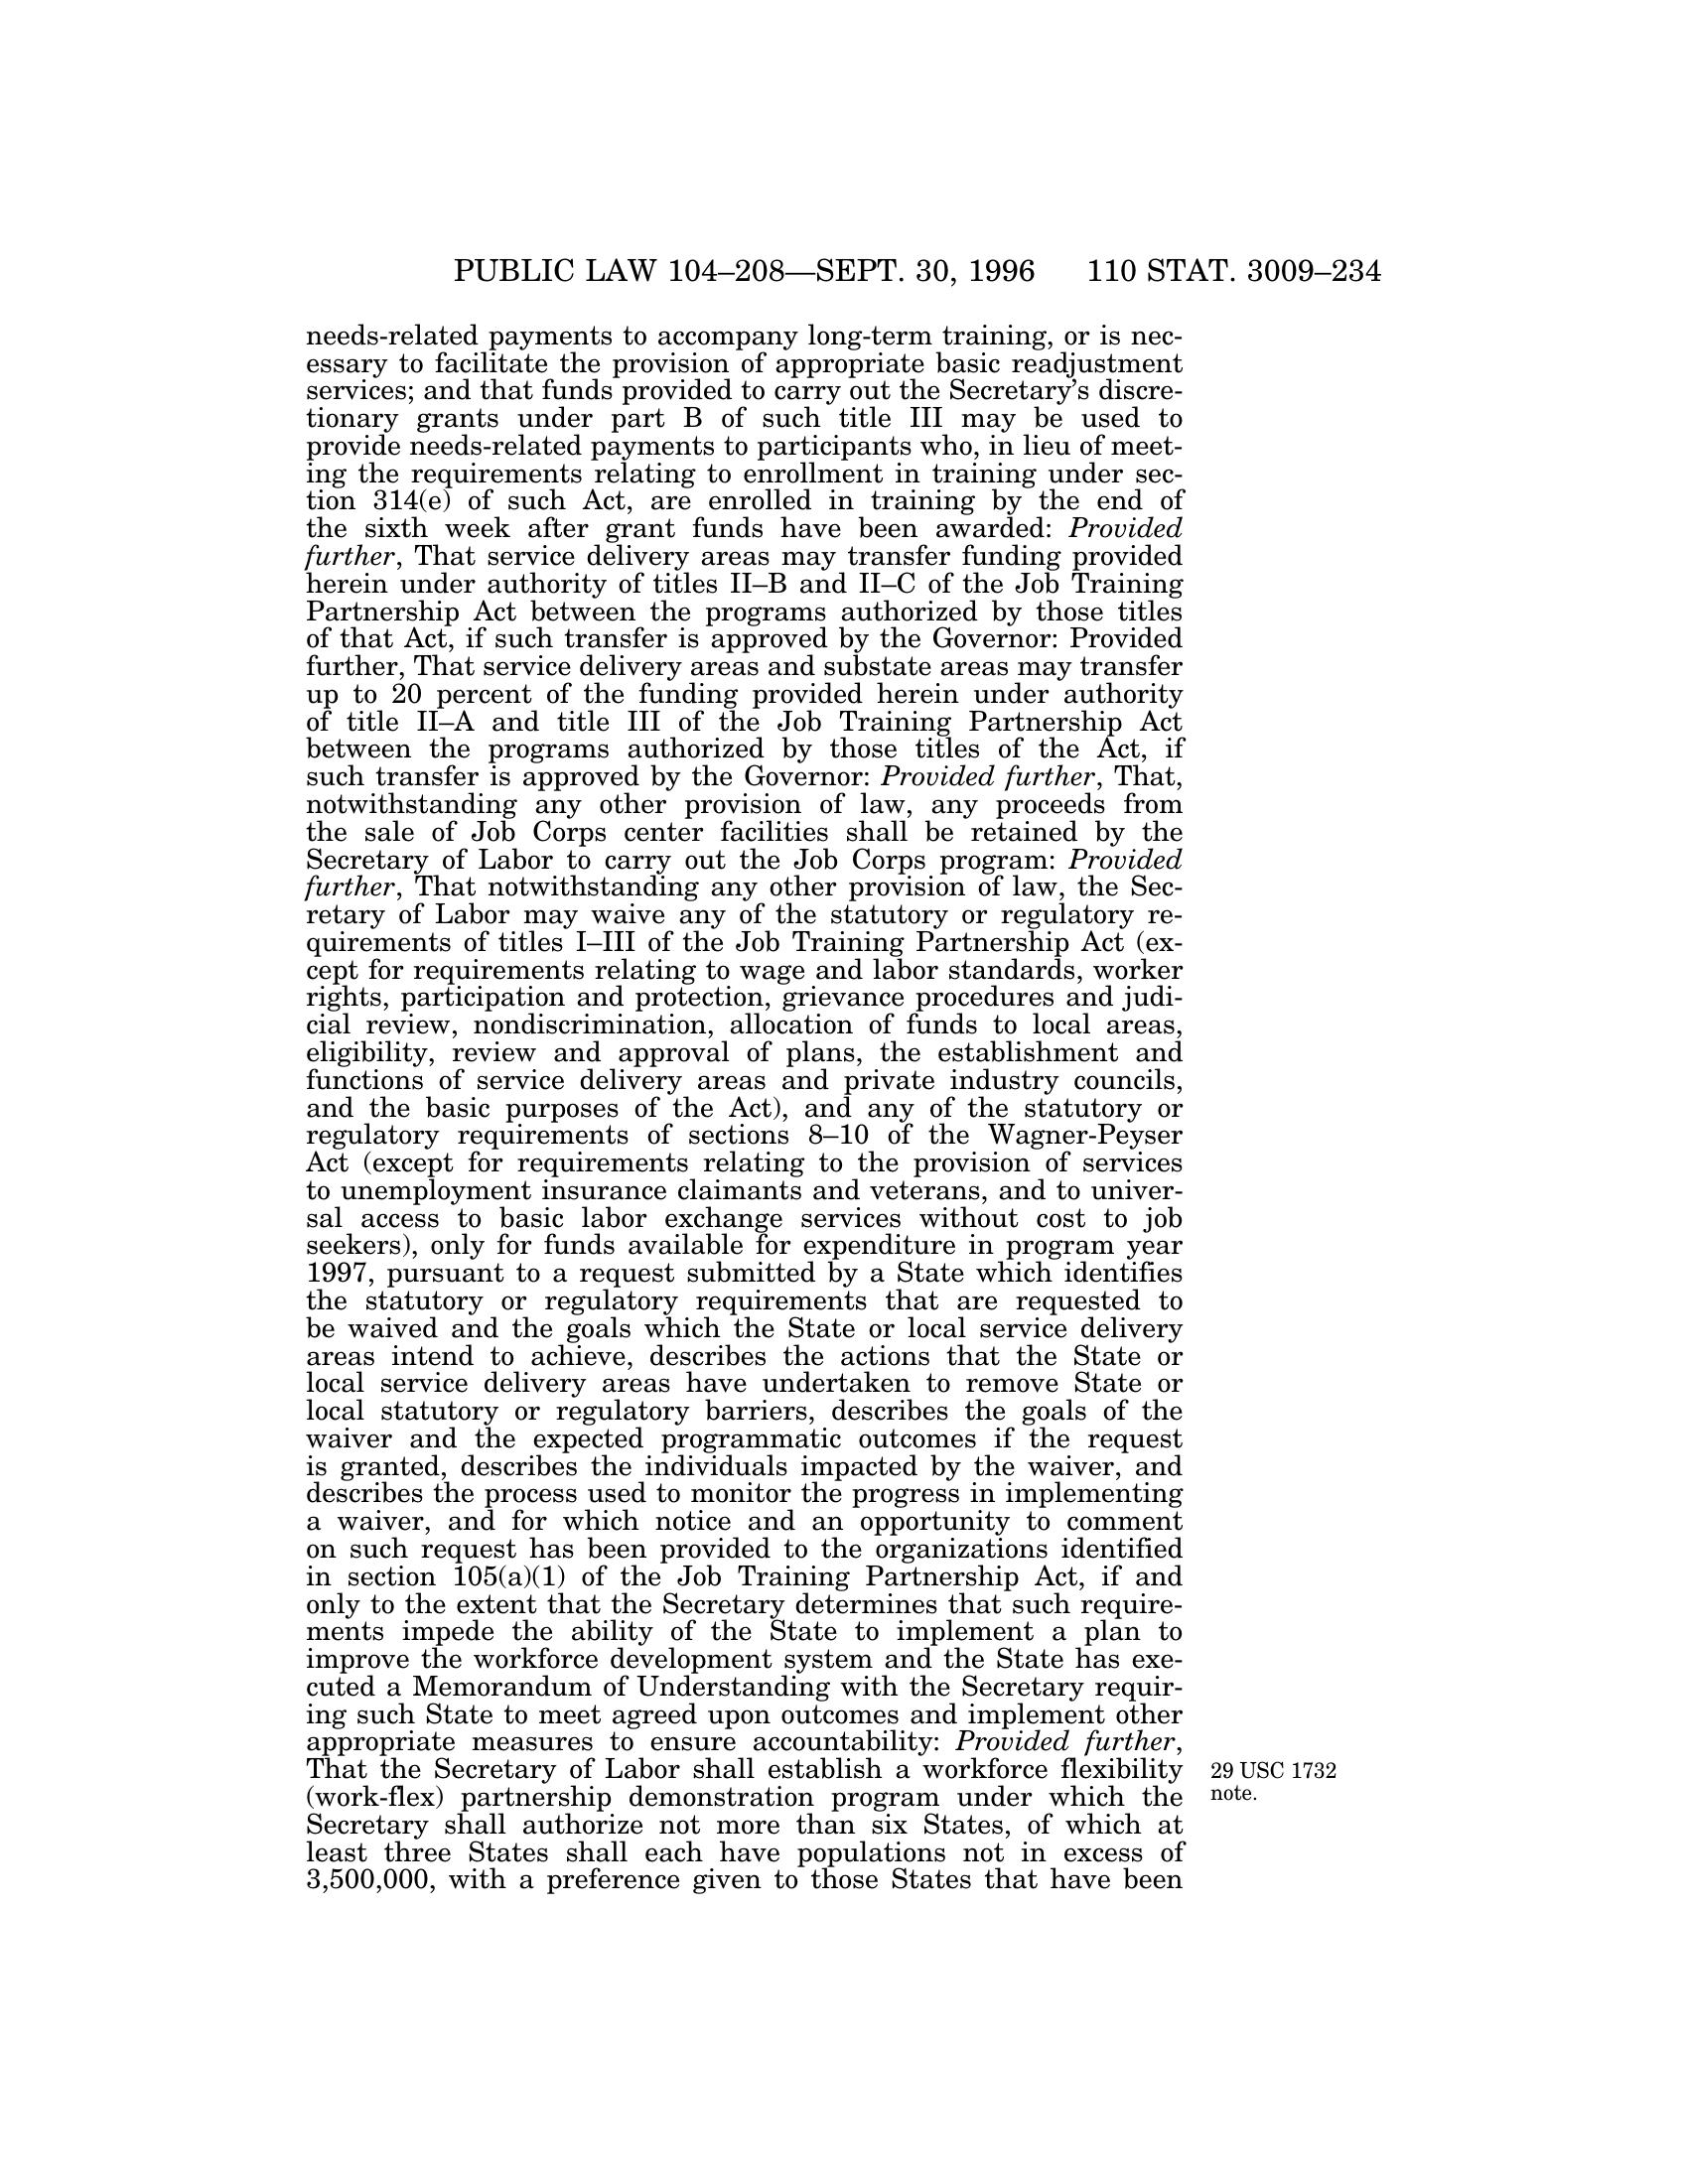 PUBLIC LAW 104–208—SEPT. 30, 1996 110 STAT. 3009–234
needs-related payments to accompany long-term training, or is nec-
essary to facilitate the provision of appropriate basic readjustment
services; and that funds provided to carry out the Secretary's discre-
tionary grants under part B of such title III may be used to
provide needs-related payments to participants who, in lieu of meet-
ing the requirements relating to enrollment in training under sec-
tion 314(e) of such Act, are enrolled in training by the end of
the sixth week after grant funds have been awarded: Provided
further, That service delivery areas may transfer funding provided
herein under authority of titles II–B and II–C of the Job Training
Partnership Act between the programs authorized by those titles
of that Act, if such transfer is approved by the Governor: Provided
further, That service delivery areas and substate areas may transfer
up to 20 percent of the funding provided herein under authority
of title II–A and title III of the Job Training Partnership Act
between the programs authorized by those titles of the Act, if
such transfer is approved by the Governor: Provided further, That,
notwithstanding any other provision of law, any proceeds from
the sale of Job Corps center facilities shall be retained by the
Secretary of Labor to carry out the Job Corps program: Provided
further, That notwithstanding any other provision of law, the Sec-
retary of Labor may waive any of the statutory or regulatory re-
quirements of titles I–III of the Job Training Partnership Act (ex-
cept for requirements relating to wage and labor standards, worker
rights, participation and protection, grievance procedures and judi-
cial review, nondiscrimination, allocation of funds to local areas,
eligibility, review and approval of plans, the establishment and
functions of service delivery areas and private industry councils,
and the basic purposes of the Act), and any of the statutory or
regulatory requirements of sections 8–10 of the Wagner-Peyser
Act (except for requirements relating to the provision of services
to unemployment insurance claimants and veterans, and to univer-
sal access to basic labor exchange services without cost to job
seekers), only for funds available for expenditure in program year
1997, pursuant to a request submitted by a State which identifies
the statutory or regulatory requirements that are requested to
be waived and the goals which the State or local service delivery
areas intend to achieve, describes the actions that the State or
local service delivery areas have undertaken to remove State or
local statutory or regulatory barriers, describes the goals of the
waiver and the expected programmatic outcomes if the request
is granted, describes the individuals impacted by the waiver, and
describes the process used to monitor the progress in implementing
a waiver, and for which notice and an opportunity to comment
on such request has been provided to the organizations identified
in section 105(a)(1) of the Job Training Partnership Act, if and
only to the extent that the Secretary determines that such require-
ments impede the ability of the State to implement a plan to
improve the workforce development system and the State has exe-
cuted a Memorandum of Understanding with the Secretary requir-
ing such State to meet agreed upon outcomes and implement other
appropriate measures to ensure accountability: Provided further,
That the Secretary of Labor shall establish a workforce flexibility
(work-flex) partnership demonstration program under which the
Secretary shall authorize not more than six States, of which at
least three States shall each have populations not in excess of
3,500,000, with a preference given to those States that have been
29 USC 1732
note.